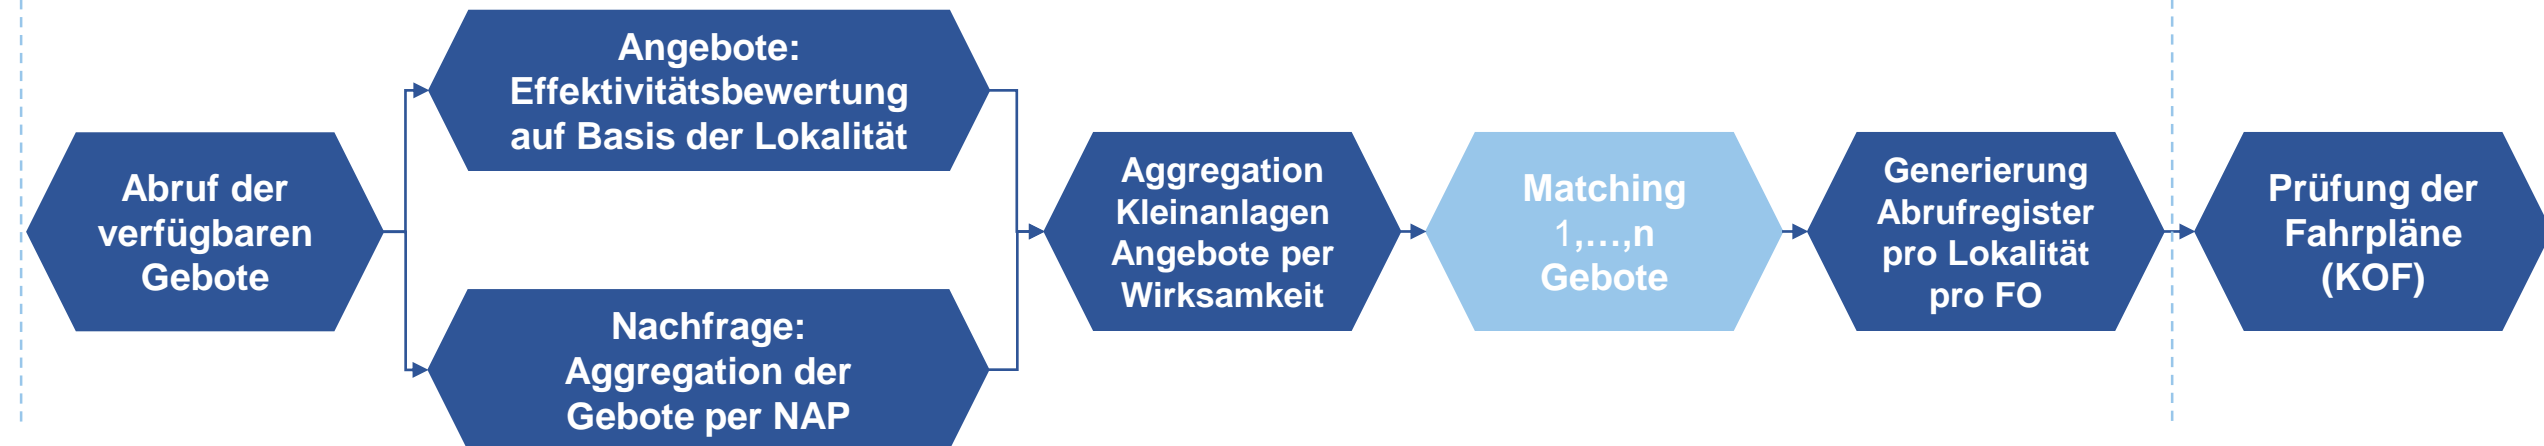 Abruf der
verfügbaren
Gebote
Angebote:
Effektivitätsbewertung
auf Basis der Lokalität
Nachfrage:
Aggregation der
Gebote per NAP
Aggregation
Kleinanlagen
Angebote per
Wirksamkeit
Matching
1,...,n
Gebote
Generierung
Abrufregister
pro Lokalität
pro FO
Prüfung der
Fahrpläne
(KOF)